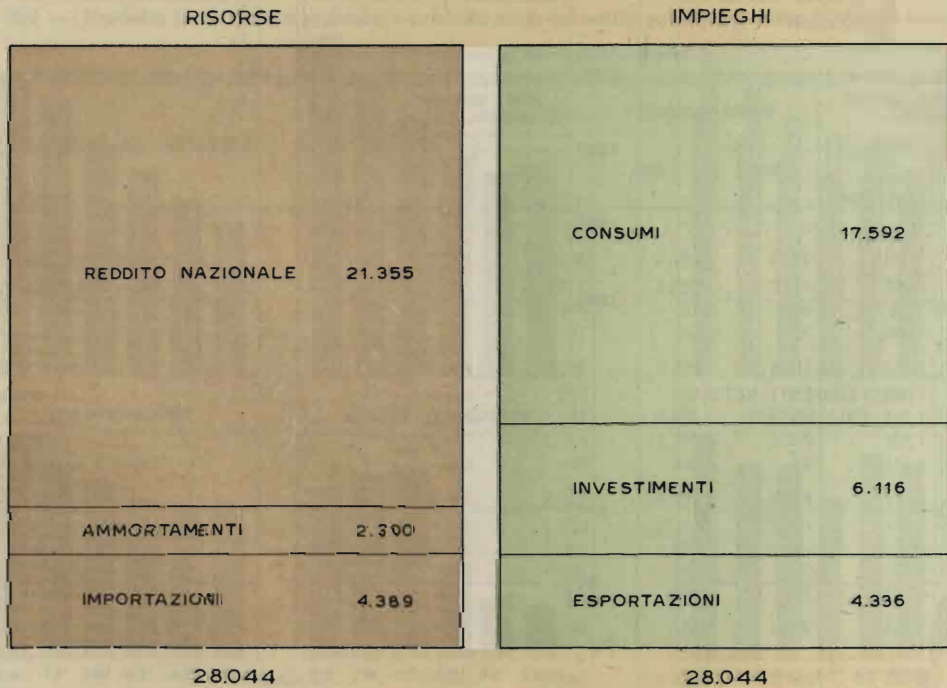 RISORSE
REDDITO NAZIONALE 21.355
AMMORTAMENTI 2.300
IMPORTAZIONI 4.389
28.044
IMPIEGHI
CONSUMI 17.592
INVESTIMENTI 6.116
ESPORTAZIONI 4.336
28.044